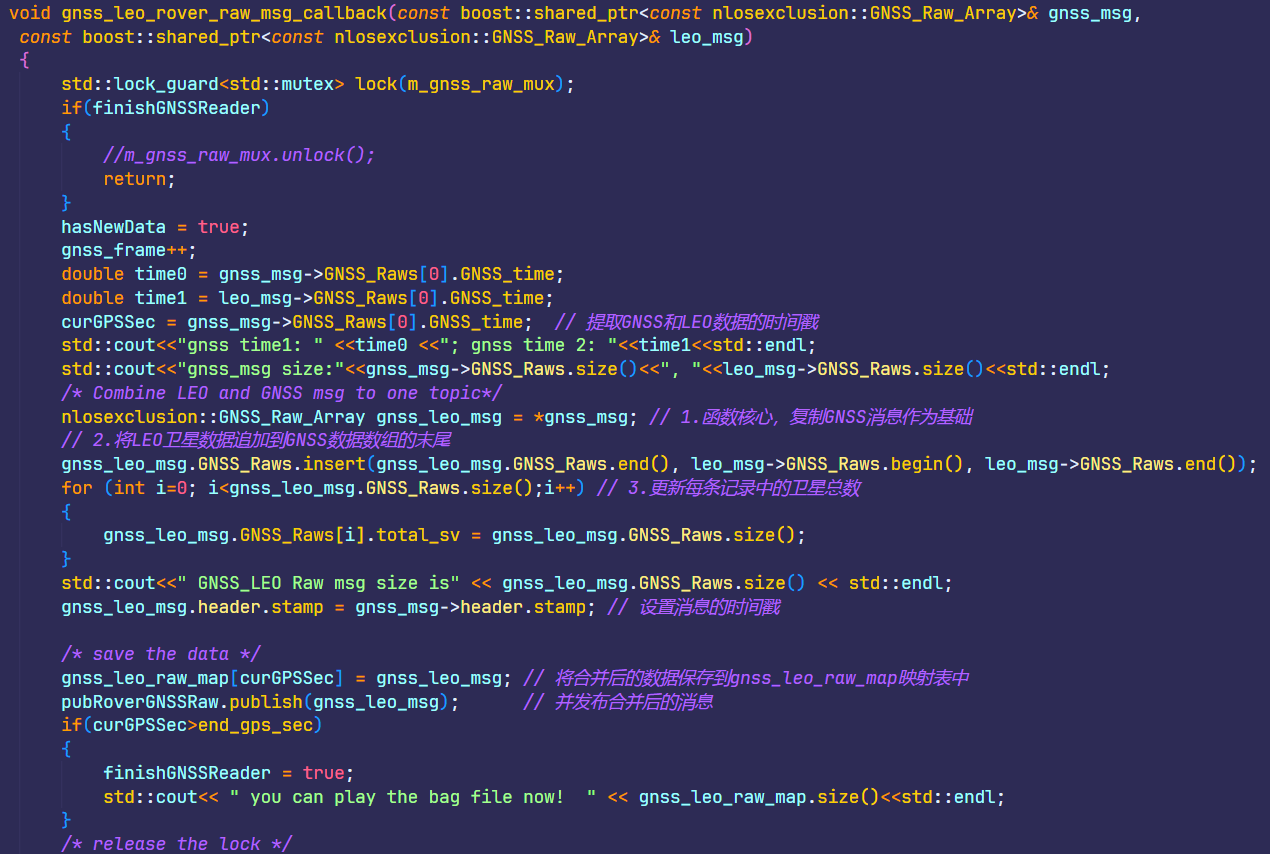 void gnss_leo_rover_raw_msg_callback(const boost::shared_ptr<const nlosexclusion::GNSS_Raw_Array>& gnss_msg,
const boost::shared_ptr<const nlosexclusion::GNSS_Raw_Array>& leo_msg)
{
std::lock_guard<std::mutex> lock(m_gnss_raw_mux);
if(finishGNSSReader)
{
//m_gnss_raw_mux.unlock();
return;
}
hasNewData = true;
gnss_frame++;
double time0 = gnss_msg->GNSS_Raws[0].GNSS_time;
double time1 = leo_msg->GNSS_Raws[0].GNSS_time;
curGPSSec = gnss_msg->GNSS_Raws[0].GNSS_time;  // 提取GNSS和LEO数据的时间戳
std::cout<<"gnss time1: " <<time0 <<"; gnss time 2: "<<time1<<std::endl;
std::cout<<"gnss_msg size:"<<gnss_msg->GNSS_Raws.size()<<", "<<leo_msg->GNSS_Raws.size()<<std::endl;
/* Combine LEO and GNSS msg to one topic*/
nlosexclusion::GNSS_Raw_Array gnss_leo_msg = *gnss_msg; // 1.函数核心，复制GNSS消息作为基础
// 2.将LEO卫星数据追加到GNSS数据数组的末尾
gnss_leo_msg.GNSS_Raws.insert(gnss_leo_msg.GNSS_Raws.end(), leo_msg->GNSS_Raws.begin(), leo_msg->GNSS_Raws.end());
for (int i=0; i<gnss_leo_msg.GNSS_Raws.size();i++) // 3.更新每条记录中的卫星总数
{
gnss_leo_msg.GNSS_Raws[i].total_sv = gnss_leo_msg.GNSS_Raws.size();
}
std::cout<<" GNSS_LEO Raw msg size is" << gnss_leo_msg.GNSS_Raws.size() << std::endl;
gnss_leo_msg.header.stamp = gnss_msg->header.stamp; // 设置消息的时间戳
/* save the data */
gnss_leo_raw_map[curGPSSec] = gnss_leo_msg; // 将合并后的数据保存到gnss_leo_raw_map映射表中
pubRoverGNSSRaw.publish(gnss_leo_msg);      // 并发布合并后的消息
if(curGPSSec>end_gps_sec)
{
finishGNSSReader = true;
std::cout<< " you can play the bag file now!  " << gnss_leo_raw_map.size()<<std::endl;
}
/* release the lock */